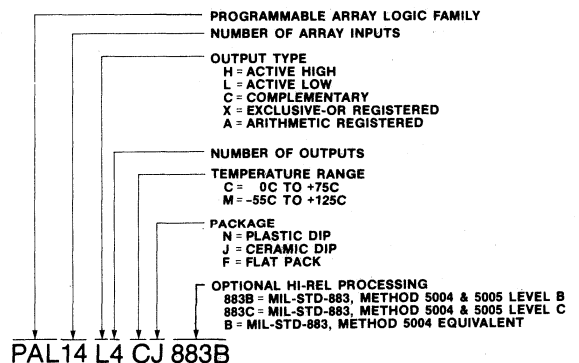 PROGRAMMABLE ARRAY LOGIC FAMILY
NUMBER OF ARRAY INPUTS
OUTPUT TYPE
H = ACTIVE HIGH
L = ACTIVE LOW
C = COMPLEMENTARY
X = EXCLUSIVE-OR REGISTERED
A = ARITHMETIC REGISTERED
NUMBER OF OUTPUTS
TEMPERATURE RANGE
C = 0C TO +75C
M = -55C TO +125C
PACKAGE
N = PLASTIC DIP
J = CERAMIC DIP
F = FLAT PACK
OPTIONAL HI-REL PROCESSING
883B = MIL-STD-883, METHOD 5004 & 5005 LEVEL B
883C = MIL-STD-883, METHOD 5004 & 5005 LEVEL C
B = MIL-STD-883, METHOD 5004 EQUIVALENT
PAL14 L4 CJ 883B